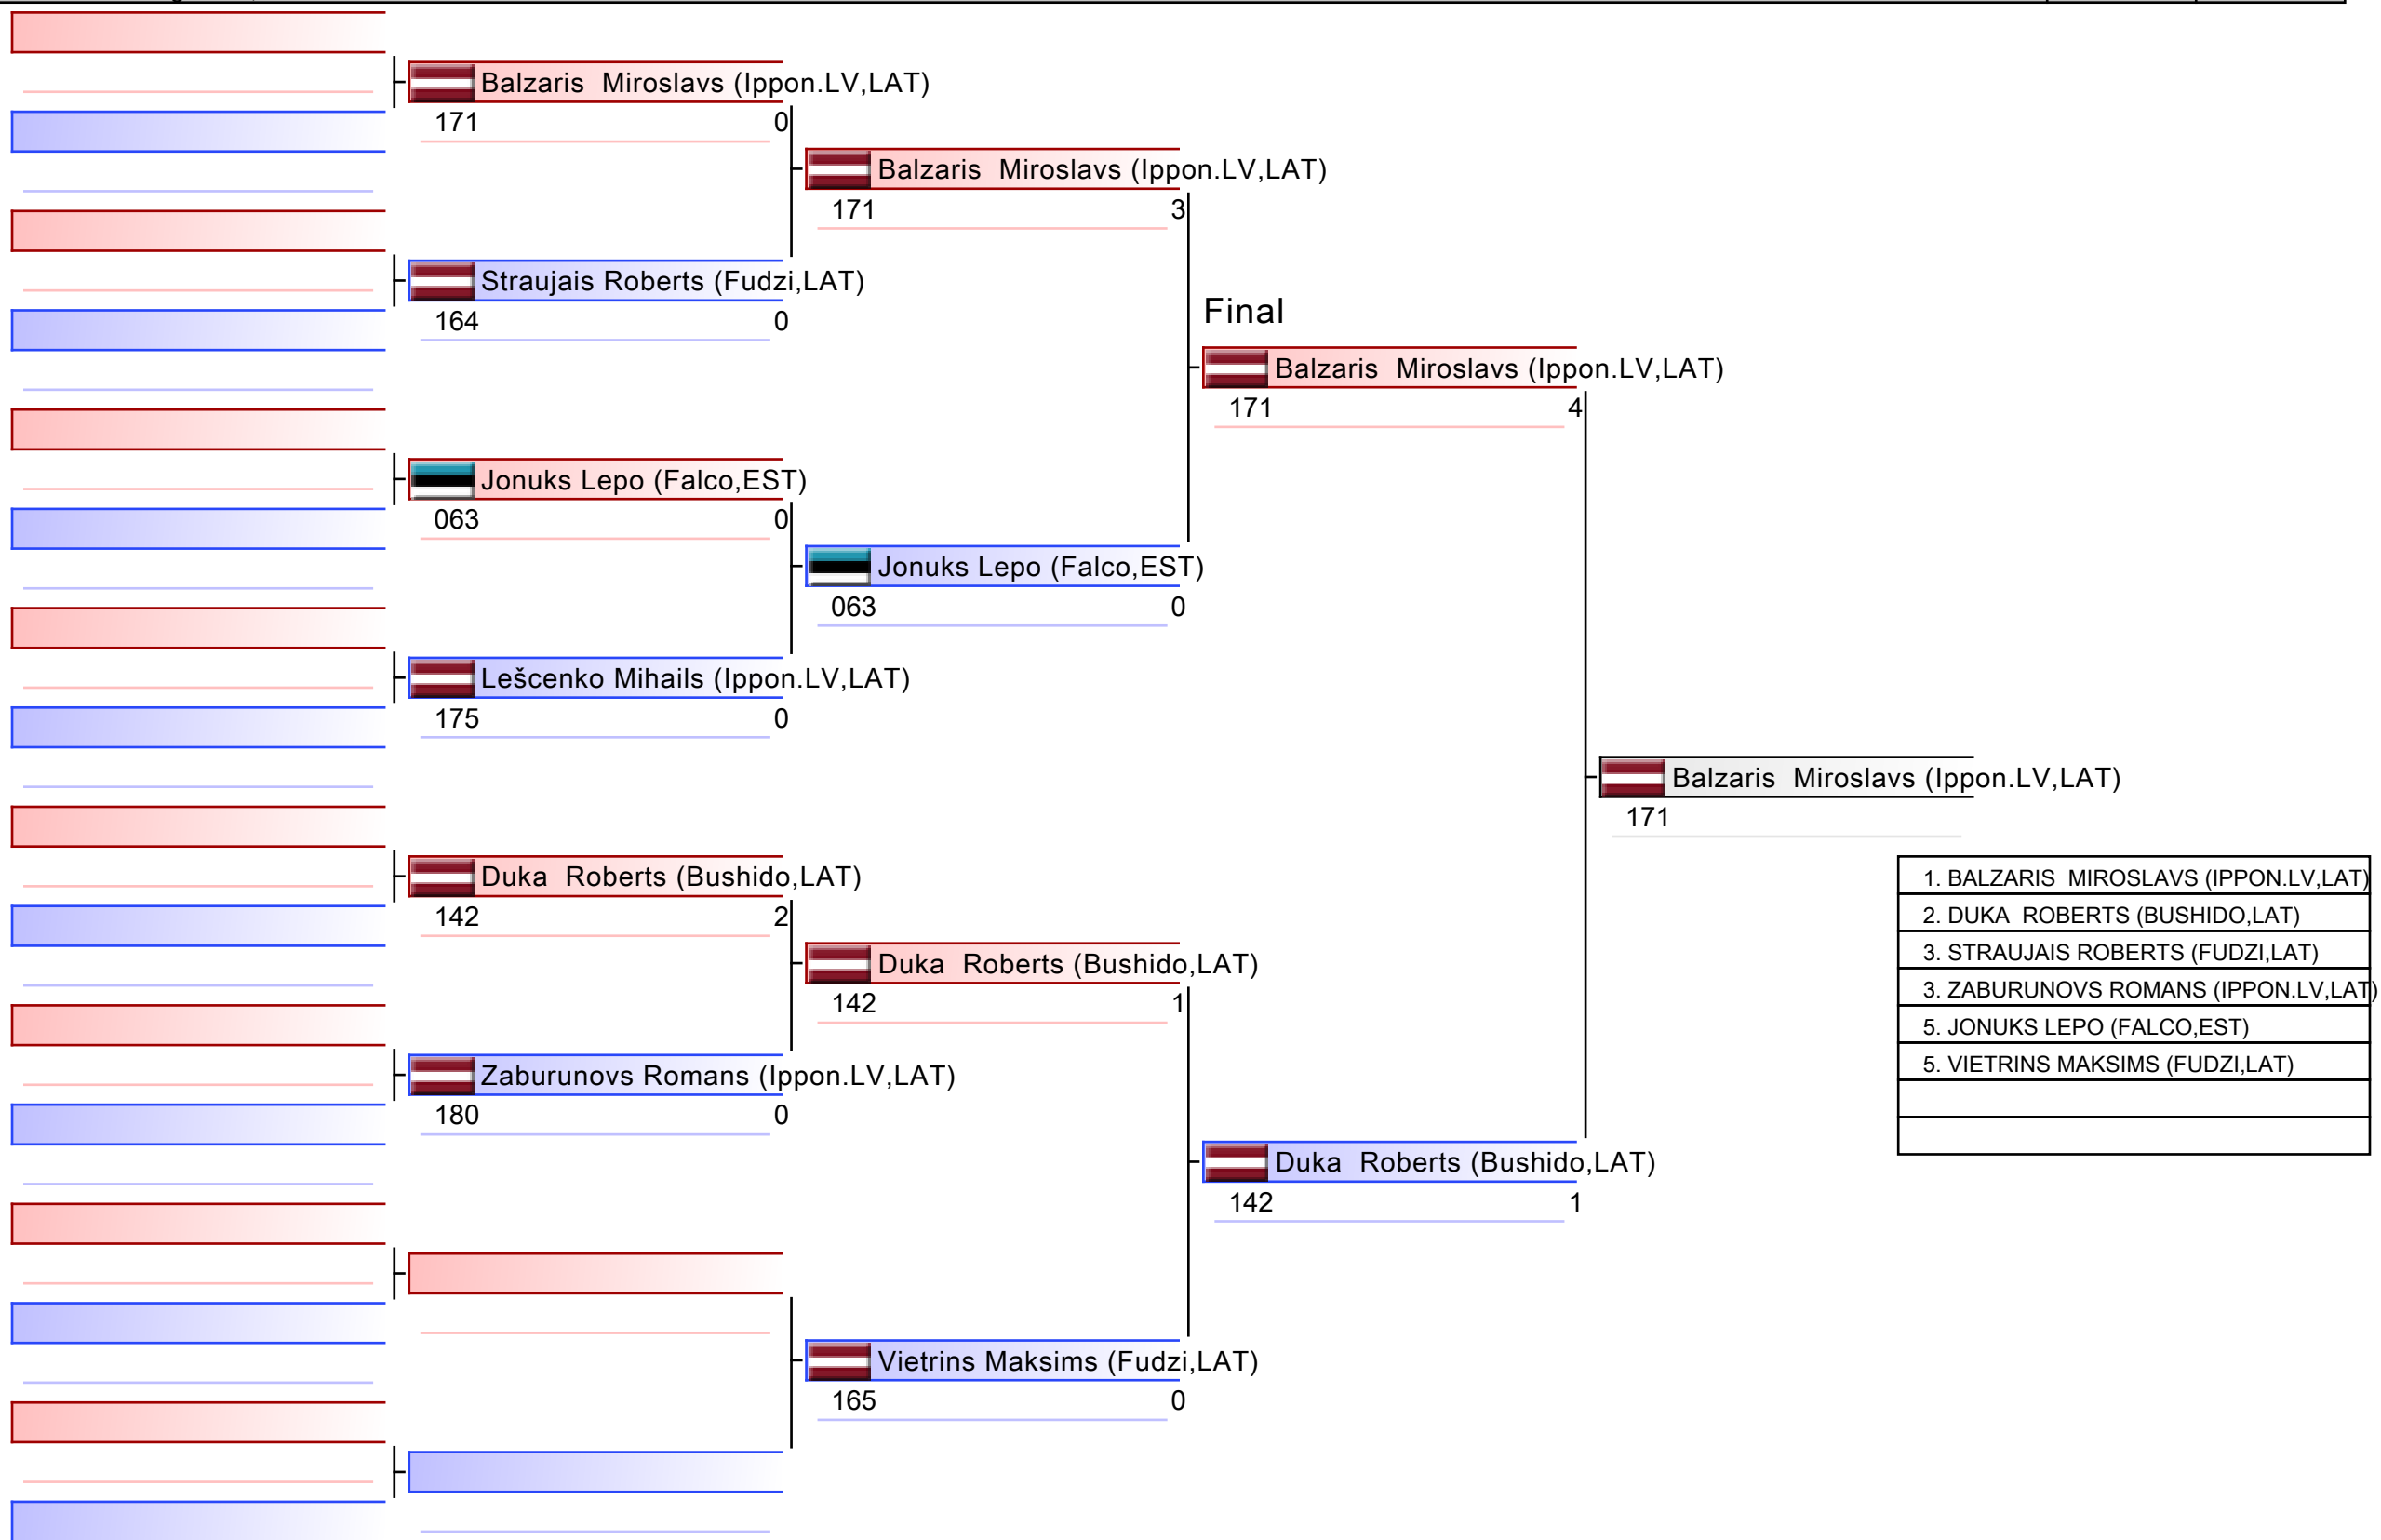 Balzaris  Miroslavs (Ippon.LV,LAT)
171 0
Balzaris  Miroslavs (Ippon.LV,LAT)
171 3
Straujais Roberts (Fudzi,LAT)
164 0
Final
Balzaris  Miroslavs (Ippon.LV,LAT)
171 4
Jonuks Lepo (Falco,EST)
063 0
Jonuks Lepo (Falco,EST)
063 0
Lešcenko Mihails (Ippon.LV,LAT)
175 0
Balzaris  Miroslavs (Ippon.LV,LAT)
171
Duka  Roberts (Bushido,LAT)
142 2
Duka  Roberts (Bushido,LAT)
142 1
Zaburunovs Romans (Ippon.LV,LAT)
180 0
Duka  Roberts (Bushido,LAT)
142 1
Vietrins Maksims (Fudzi,LAT)
165 0
1. BALZARIS  MIROSLAVS (IPPON.LV,LAT)
2. DUKA  ROBERTS (BUSHIDO,LAT)
3. STRAUJAIS ROBERTS (FUDZI,LAT)
3. ZABURUNOVS ROMANS (IPPON.LV,LAT)
5. JONUKS LEPO (FALCO,EST)
5. VIETRINS MAKSIMS (FUDZI,LAT)